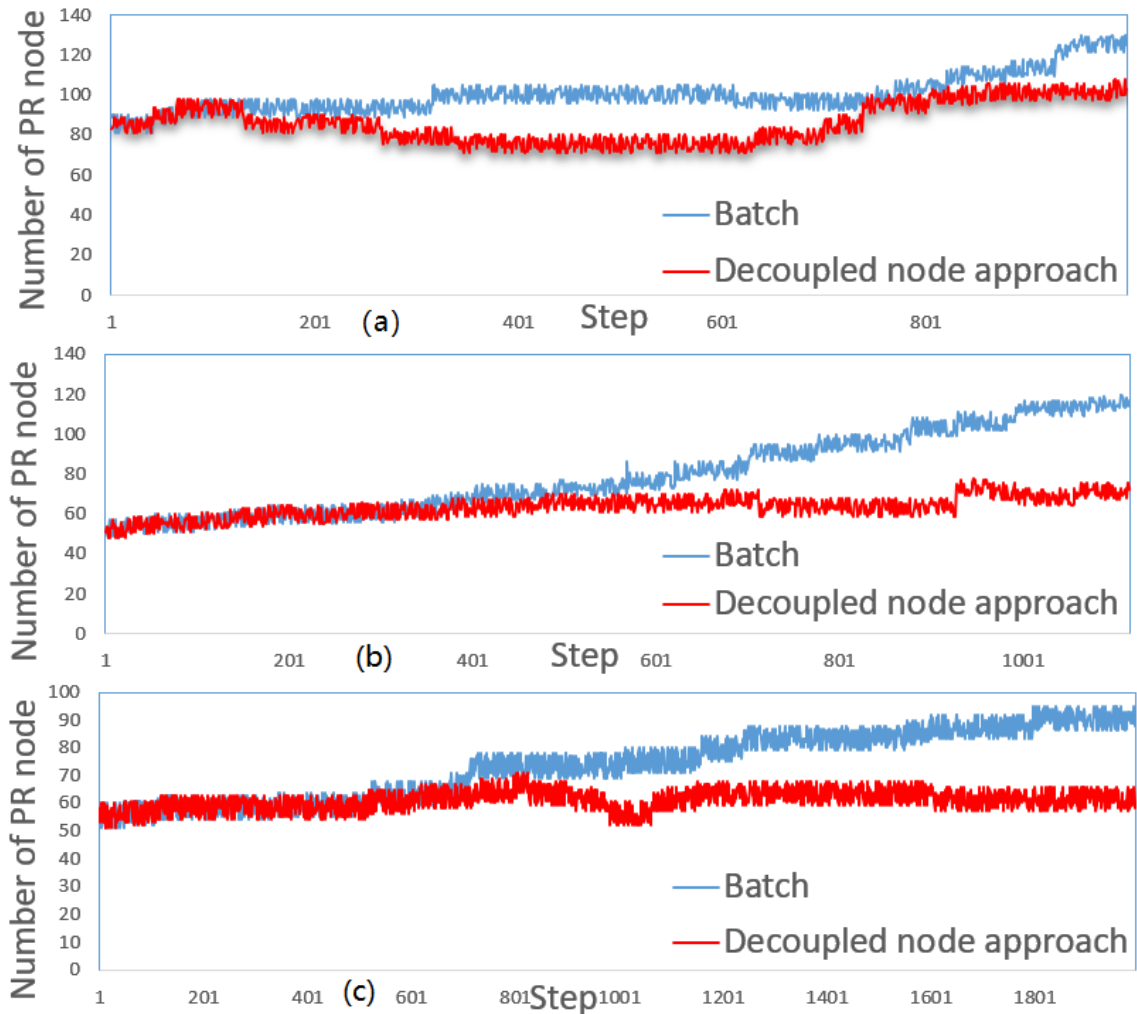 Number of PR node
140
120
100
80
60
40
20
0
Batch
Decoupled node approach
1 201 401 601 801
(a) Step
Number of PR node
140
120
100
80
60
40
20
0
Batch
Decoupled node approach
1 201 401 601 801 1001
(b) Step
Number of PR node
100
90
80
70
60
50
40
30
20
10
0
Batch
Decoupled node approach
1 201 401 601 801 1001 1201 1401 1601 1801
(c) Step